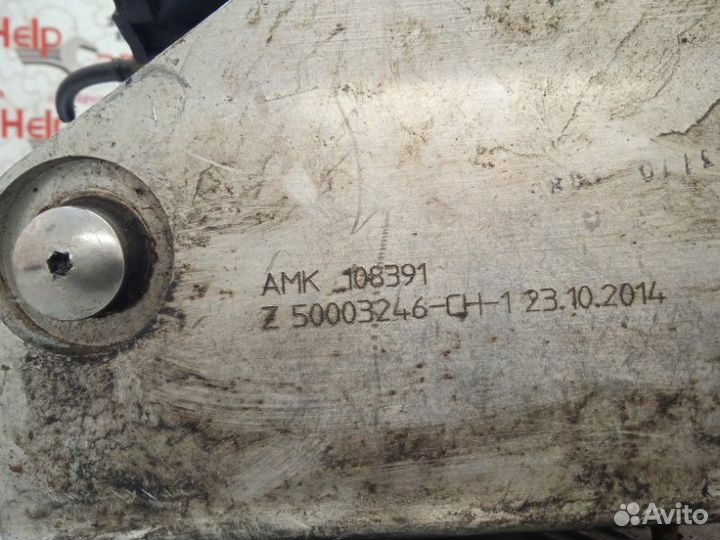 Help
Help
AMK 108391
Z 50003246-CH-1 23.10.2014
Avito